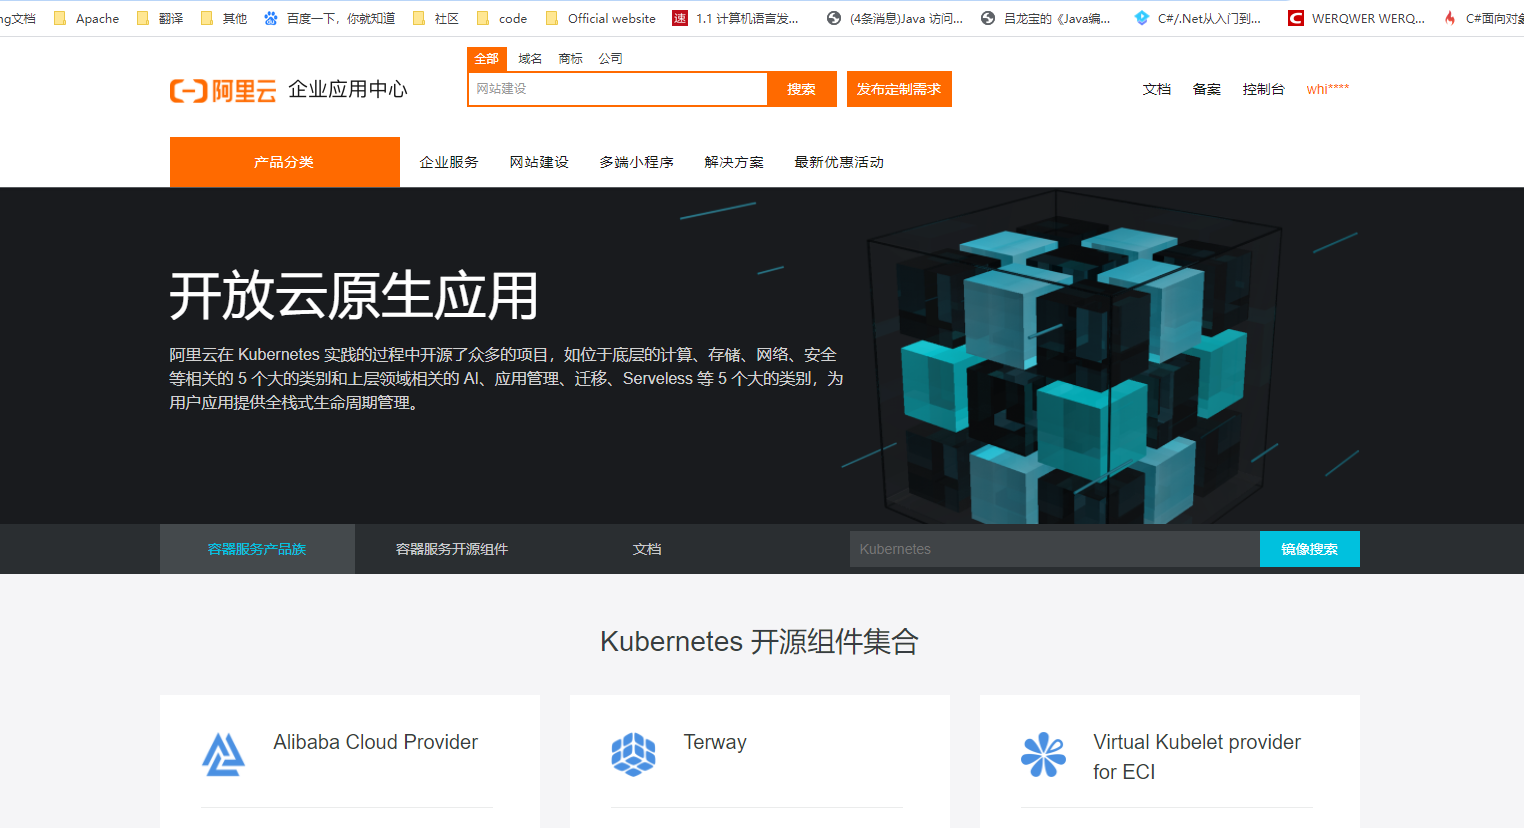 ng文档 Apache 翻译 其他 百度一下，你就知道 社区 code Official website 速 1.1 计算机语言发... (4条消息)Java 访问... 吕龙宝的《Java编... C#/.Net从入门到... WERQWER WERQ... C#面向对象
全部 域名 商标 公司
阿里云 企业应用中心 网站建设 搜索 发布定制需求 文档 备案 控制台 whi****
产品分类 企业服务 网站建设 多端小程序 解决方案 最新优惠活动
开放云原生应用
阿里云在 Kubernetes 实践的过程中开源了众多的项目，如位于底层的计算、存储、网络、安全
等相关的 5 个大的类别和上层领域相关的 AI、应用管理、迁移、Serveless 等 5 个大的类别，为
用户应用提供全栈式生命周期管理。
容器服务产品族 容器服务开源组件 文档 Kubernetes 镜像搜索
Kubernetes 开源组件集合
Alibaba Cloud Provider Terway Virtual Kubelet provider
for ECI